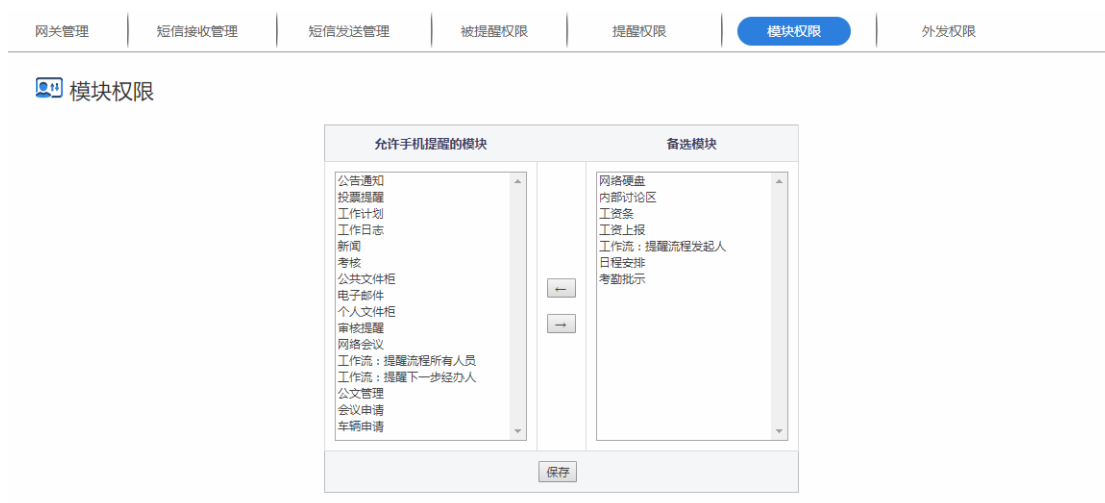 网关管理
短信接收管理
短信发送管理
被提醒权限
提醒权限
模块权限
外发权限
模块权限
允许手机提醒的模块
备选模块
公告通知
投票提醒
工作计划
工作日志
新闻
考核
公共文件柜
电子邮件
个人文件柜
审核提醒
网络会议
工作流：提醒流程所有人员
工作流：提醒下一步经办人
公文管理
会议申请
车辆申请
←
→
网络硬盘
内部讨论区
工资条
工资上报
工作流：提醒流程发起人
日程安排
考勤批示
保存